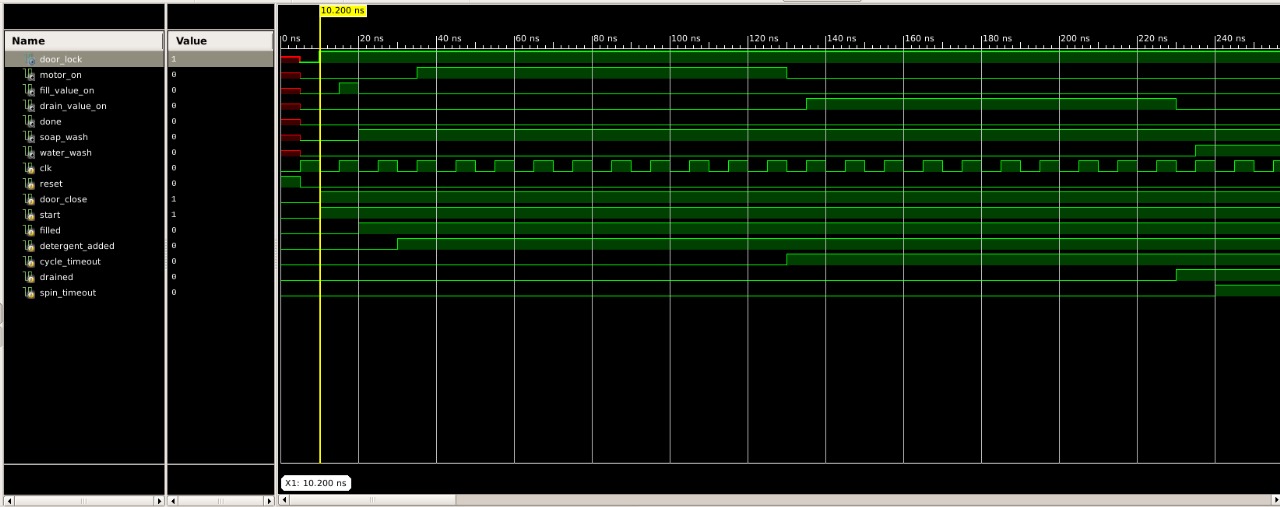 10.200 ns
Name Value
0 ns 20 ns 40 ns 60 ns 80 ns 100 ns 120 ns 140 ns 160 ns 180 ns 200 ns 220 ns 240 ns
door_lock 1
motor_on 0
fill_value_on 0
drain_value_on 0
done 0
soap_wash 0
water_wash 0
clk 0
reset 0
door_close 1
start 1
filled 0
detergent_added 0
cycle_timeout 0
drained 0
spin_timeout 0
X1: 10.200 ns